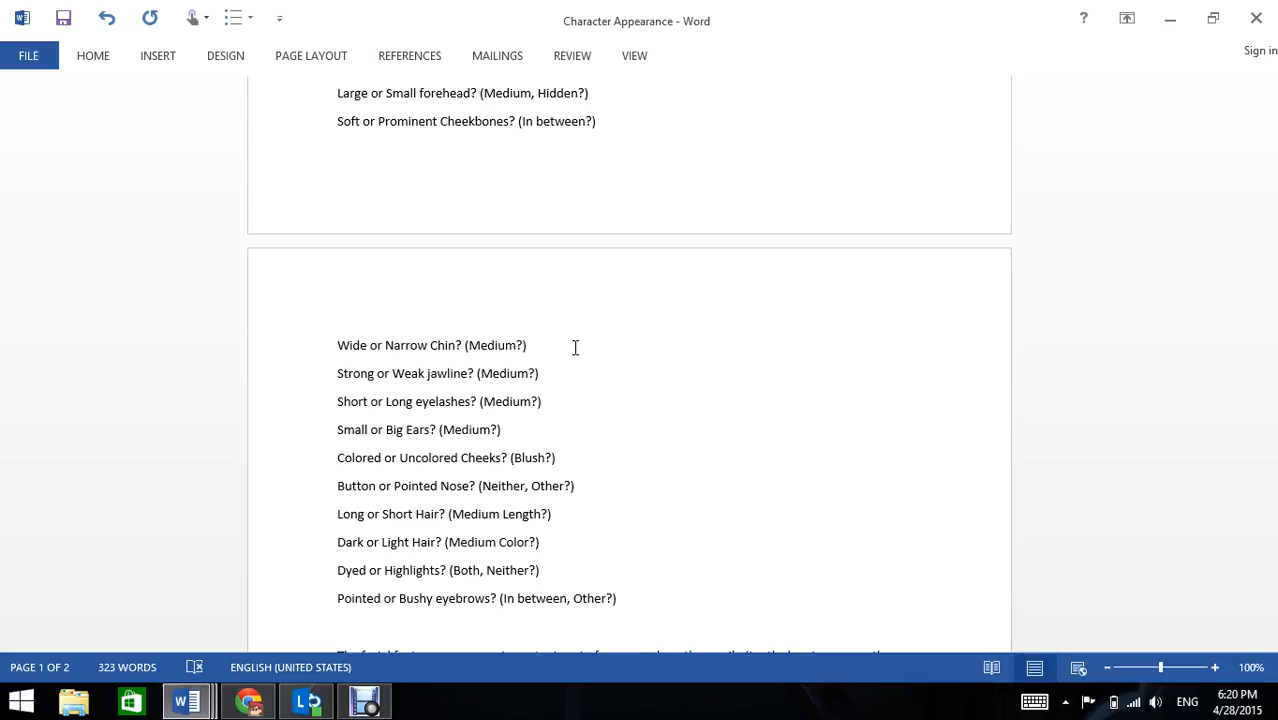 Character Appearance - Word
Sign in
FILE HOME INSERT DESIGN PAGE LAYOUT REFERENCES MAILINGS REVIEW VIEW
Large or Small forehead? (Medium, Hidden?)
Soft or Prominent Cheekbones? (In between?)
Wide or Narrow Chin? (Medium?)
Strong or Weak jawline? (Medium?)
Short or Long eyelashes? (Medium?)
Small or Big Ears? (Medium?)
Colored or Uncolored Cheeks? (Blush?)
Button or Pointed Nose? (Neither, Other?)
Long or Short Hair? (Medium Length?)
Dark or Light Hair? (Medium Color?)
Dyed or Highlights? (Both, Neither?)
Pointed or Bushy eyebrows? (In between, Other?)
PAGE 1 OF 2 323 WORDS ENGLISH (UNITED STATES) 100%
ENG
6:20 PM
4/28/2015